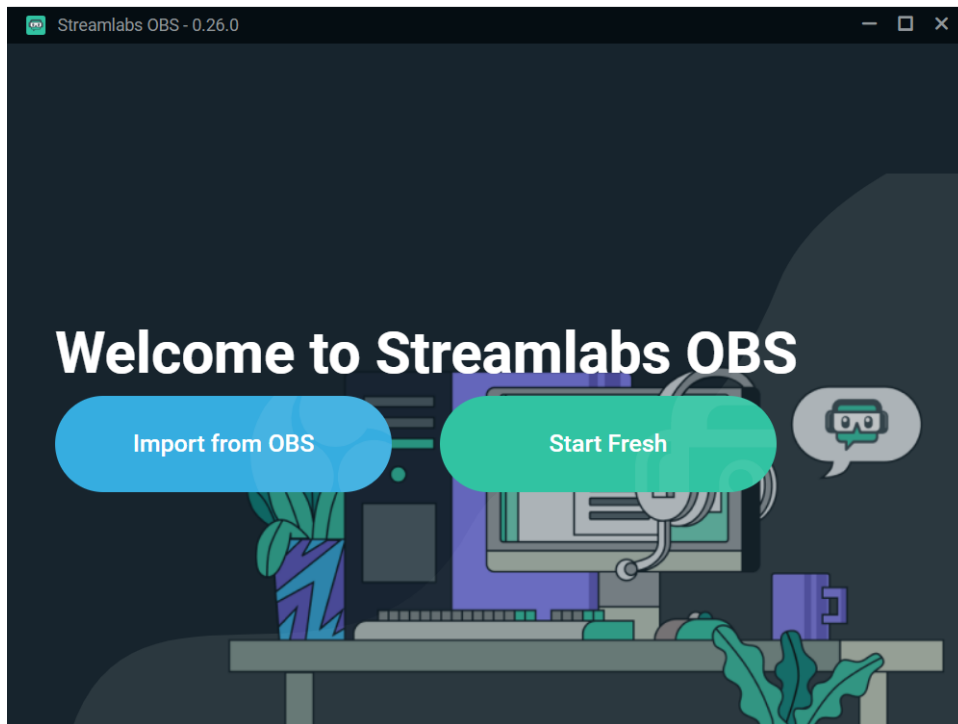 Streamlabs OBS - 0.26.0
Welcome to Streamlabs OBS
Import from OBS
Start Fresh